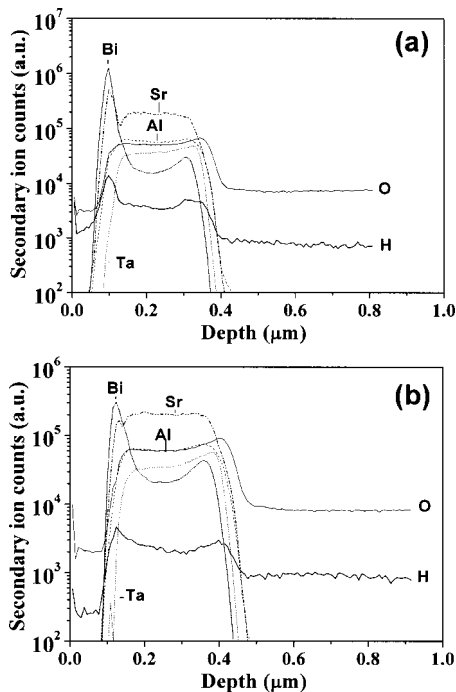 (a)
Secondary ion counts (a.u.)
10^7
10^6
10^5
10^4
10^3
10^2
Bi
Sr
Al
Ta
O
H
0.0 0.2 0.4 0.6 0.8 1.0
Depth (μm)
(b)
Secondary ion counts (a.u.)
10^6
10^5
10^4
10^3
10^2
Bi
Sr
Al
Ta
O
H
0.0 0.2 0.4 0.6 0.8 1.0
Depth (μm)